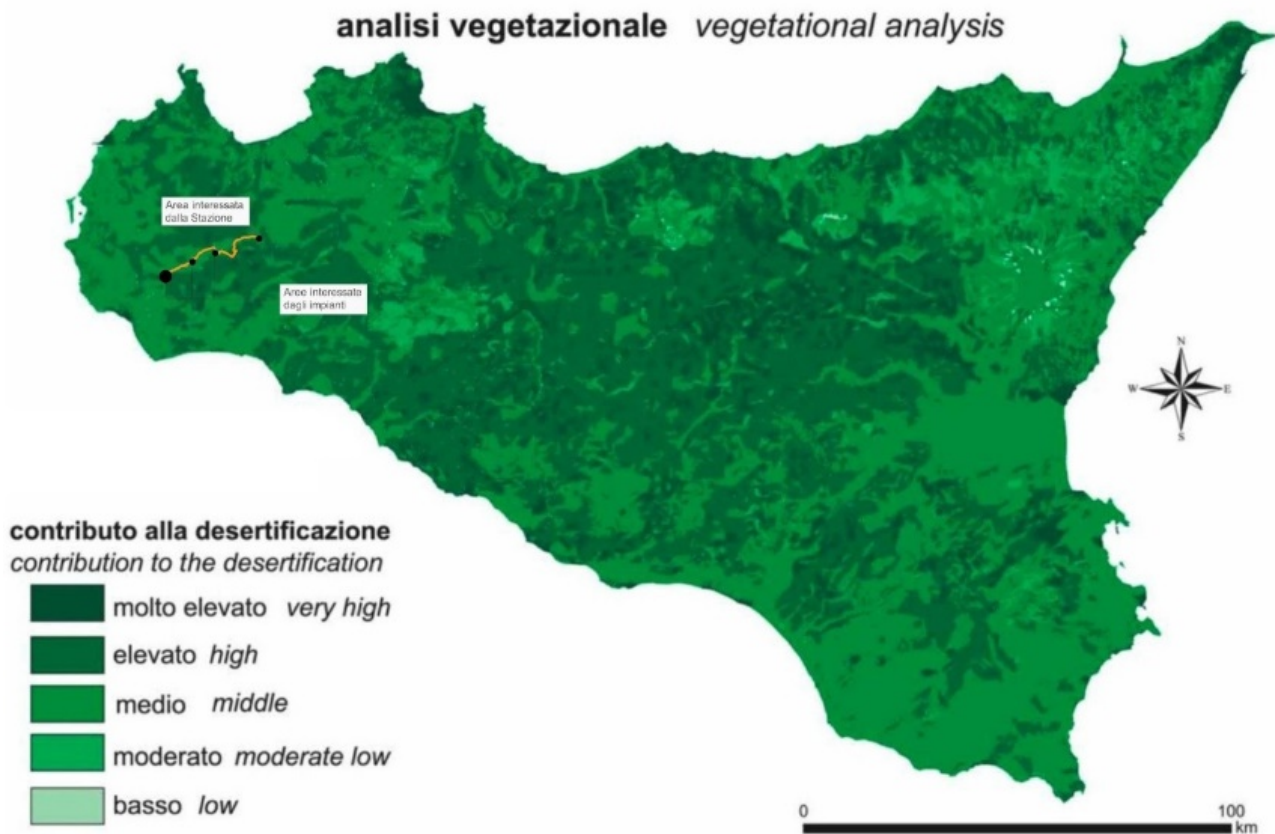 analisi vegetazionale vegetational analysis
Area interessata
dalla Stazione
Aree interessate
degli impianti
N
W E
S
contributo alla desertificazione
contribution to the desertification
molto elevato very high
elevato high
medio middle
moderato moderate low
basso low
0 100
km